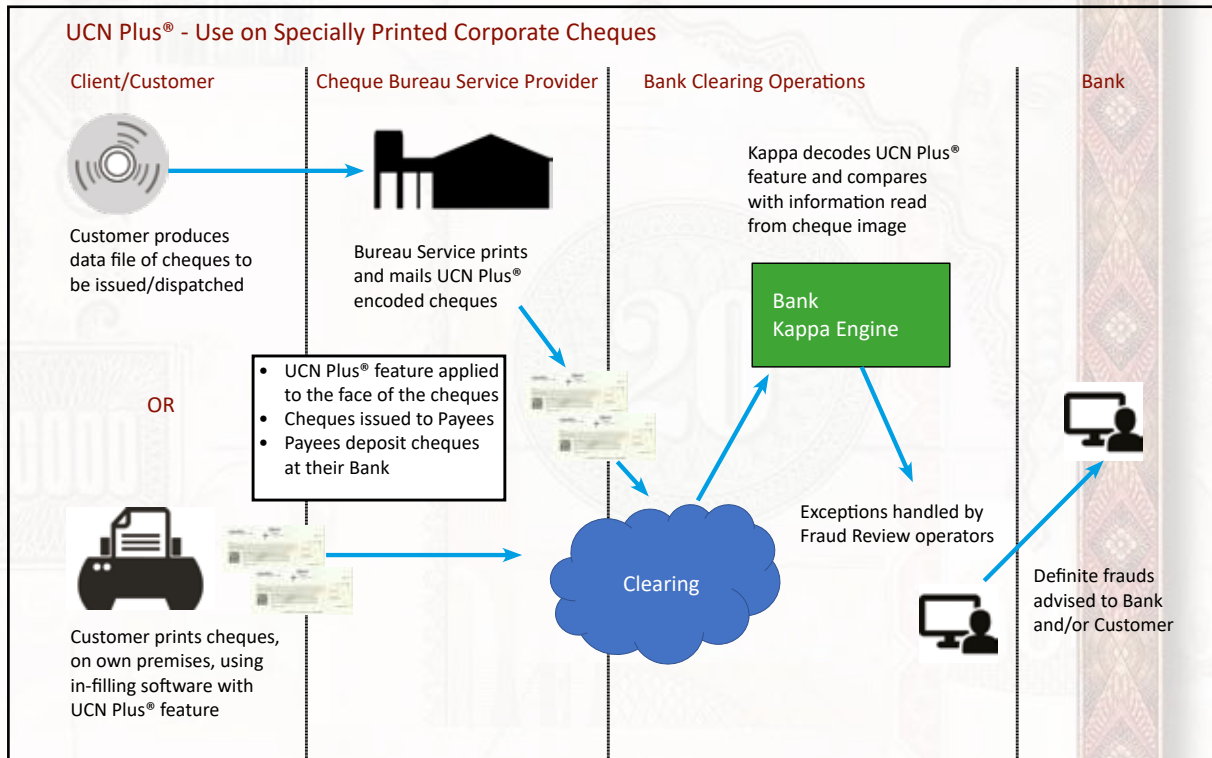 UCN Plus® - Use on Specially Printed Corporate Cheques
Client/Customer
Cheque Bureau Service Provider
Bank Clearing Operations
Bank
Customer produces
data file of cheques to
be issued/dispatched
Bureau Service prints
and mails UCN Plus®
encoded cheques
Kappa decodes UCN Plus®
feature and compares
with information read
from cheque image
Bank
Kappa Engine
• UCN Plus® feature applied
to the face of the cheques
• Cheques issued to Payees
• Payees deposit cheques
at their Bank
OR
Clearing
Exceptions handled by
Fraud Review operators
Definite frauds
advised to Bank
and/or Customer
Customer prints cheques,
on own premises, using
in-filling software with
UCN Plus® feature